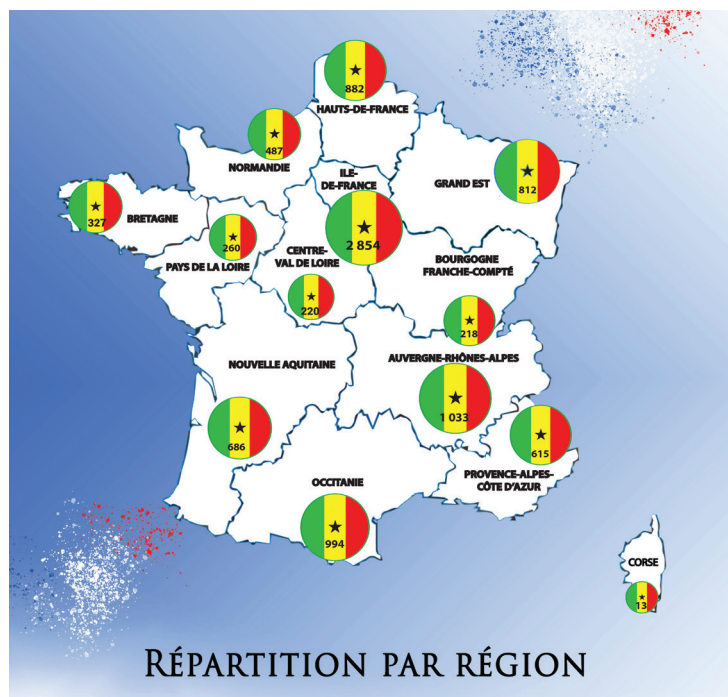 882
HAUTS-DE-FRANCE
487
NORMANDIE
ILE-
DE-FRANCE
2 854
GRAND EST
812
327
BRETAGNE
260
PAYS DE LA LOIRE
CENTRE-
VAL DE LOIRE
220
BOURGOGNE
FRANCHE-COMPTÉ
218
NOUVELLE AQUITAINE
686
AUVERGNE-RHÔNES-ALPES
1 033
615
PROVENCE-ALPES-
CÔTE D'AZUR
OCCITANIE
994
CORSE
13
RÉPARTITION PAR RÉGION